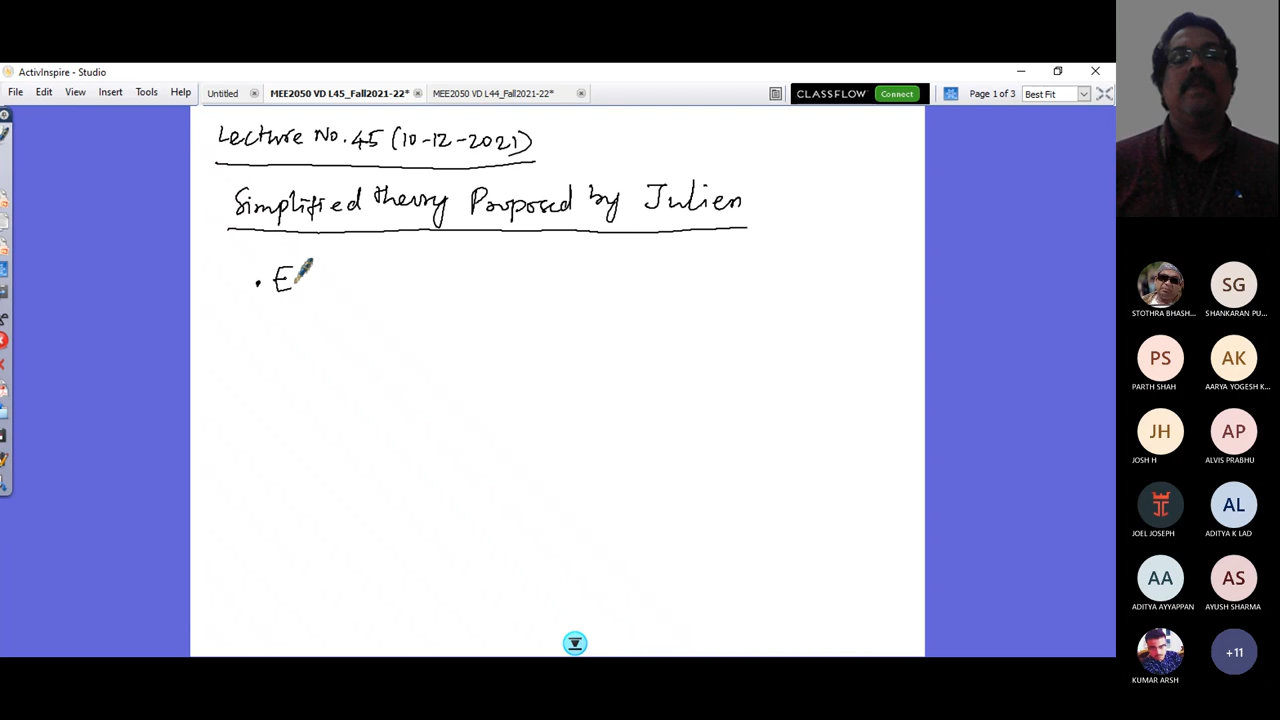 ActivInspire - Studio
File Edit View Insert Tools Help
Untitled
MEE2050 VD L45_Fall2021-22*
MEE2050 VD L44_Fall2021-22*
CLASSFLOW Connect
Page 1 of 3
Best Fit
Lecture No. 45 (10-12-2021)
Simplified theory Proposed by Julien
. E
STOTHRA BHASH...
SG
SHANKARAN PU...
PS
PARTH SHAH
AK
AARYA YOGESH K...
JH
JOSH H
AP
ALVIS PRABHU
JOEL JOSEPH
AL
ADITYA K LAD
AA
ADITYA AYYAPPAN
AS
AYUSH SHARMA
KUMAR ARSH
+11